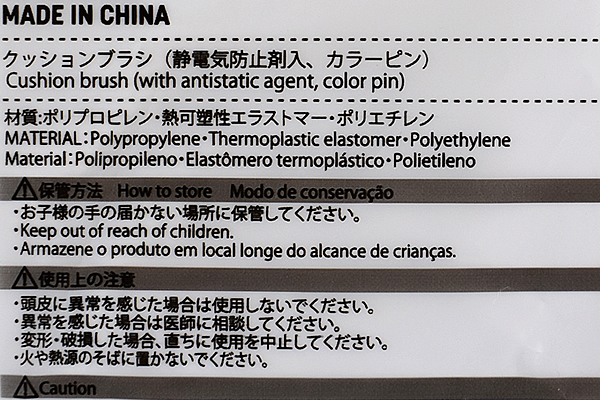 MADE IN CHINA
クッションブラシ（静電気防止剤入、カラーピン）
Cushion brush (with antistatic agent, color pin)
材質:ポリプロピレン・熱可塑性エラストマー・ポリエチレン
MATERIAL:Polypropylene・Thermoplastic elastomer・Polyethylene
Material:Polipropileno・Elastômero termoplástico・Polietileno
⚠保管方法 How to store Modo de conservação
・お子様の手の届かない場所に保管してください。
・Keep out of reach of children.
・Armazene o produto em local longe do alcance de crianças.
⚠使用上の注意
・頭皮に異常を感じた場合は使用しないでください。
・異常を感じた場合は医師に相談してください。
・変形・破損した場合、直ちに使用を中止してください。
・火や熱源のそばに置かないでください。
⚠Caution